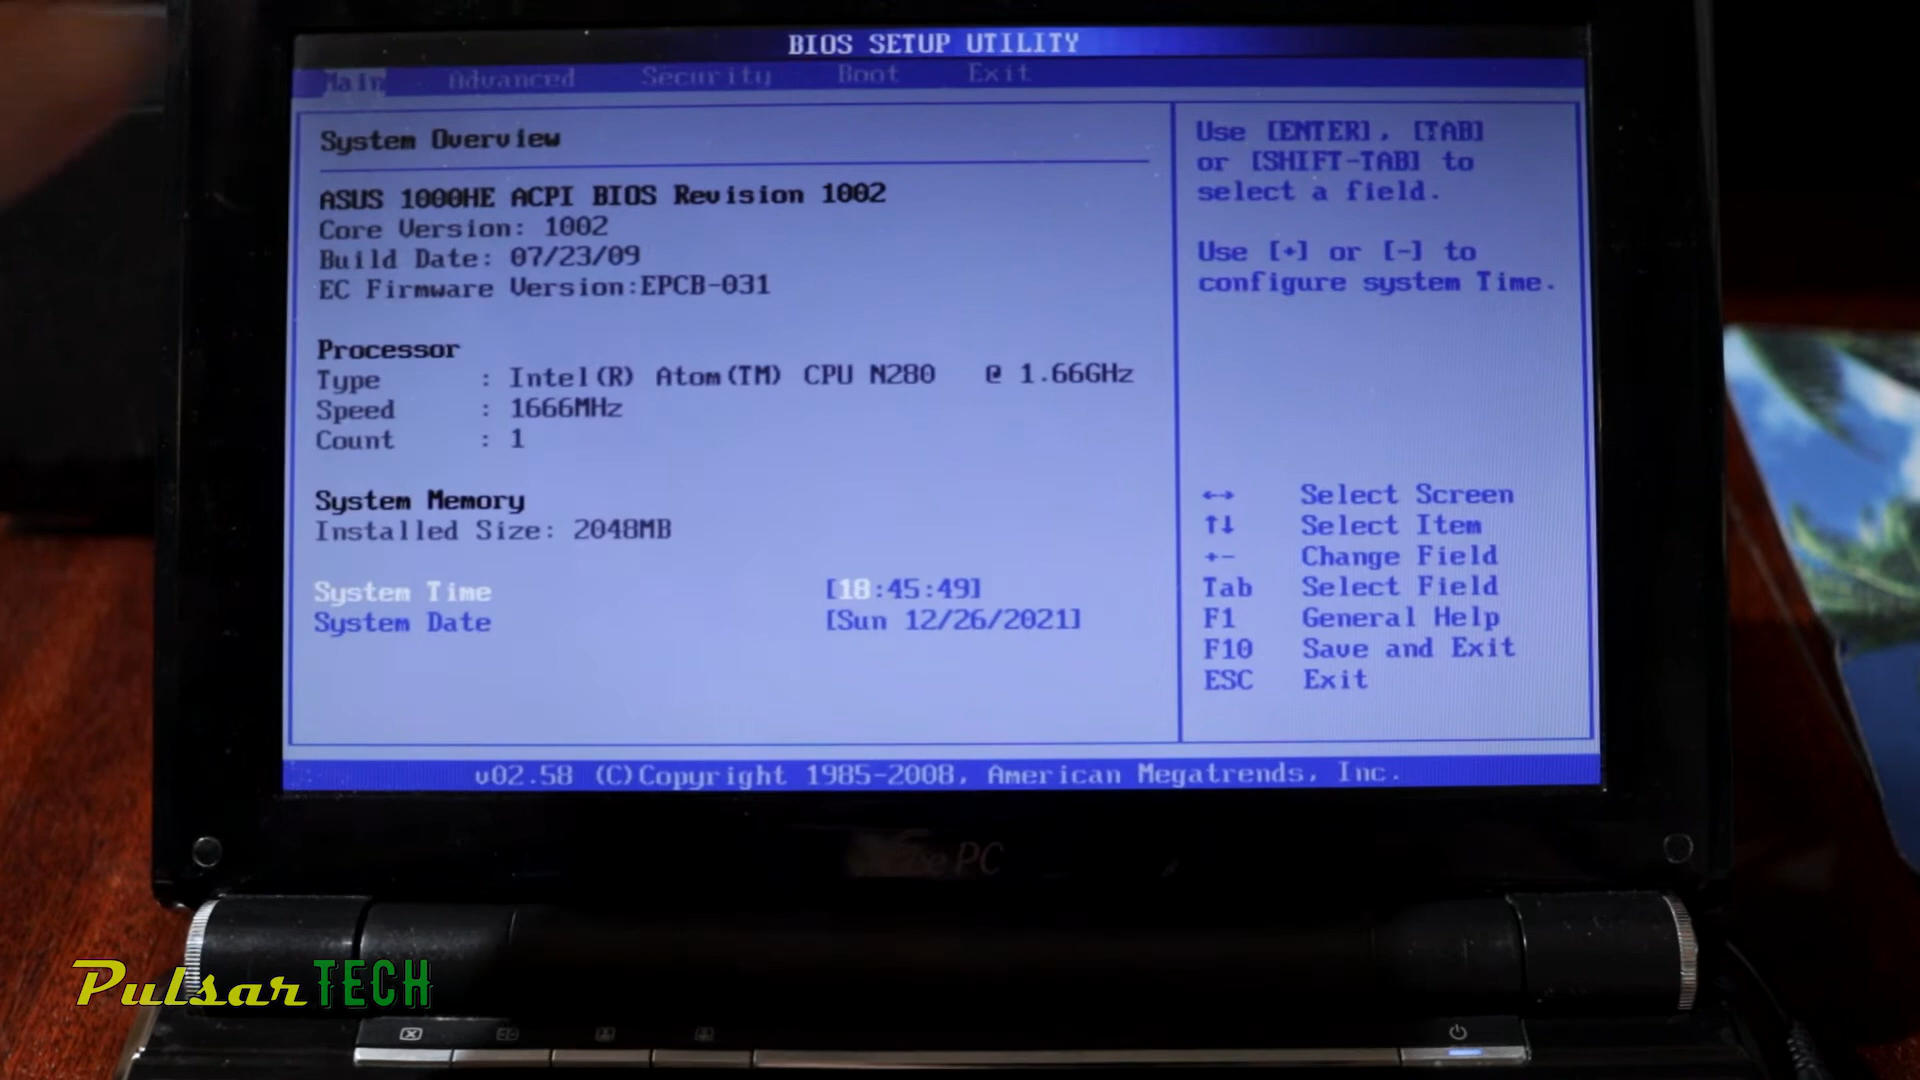 BIOS SETUP UTILITY
Main Advanced Security Boot Exit
System Overview
ASUS 1000HE ACPI BIOS Revision 1002
Core Version: 1002
Build Date: 07/23/09
EC Firmware Version:EPCB-031
Processor
Type : Intel(R) Atom(TM) CPU N280 @ 1.66GHz
Speed : 1666MHz
Count : 1
System Memory
Installed Size: 2048MB
System Time [18:45:49]
System Date [Sun 12/26/2021]
Use [ENTER], [TAB]
or [SHIFT-TAB] to
select a field.
Use [+] or [-] to
configure system Time.
←→ Select Screen
↑↓ Select Item
+- Change Field
Tab Select Field
F1 General Help
F10 Save and Exit
ESC Exit
v02.58 (C)Copyright 1985-2008, American Megatrends, Inc.
PC
PulsarTECH